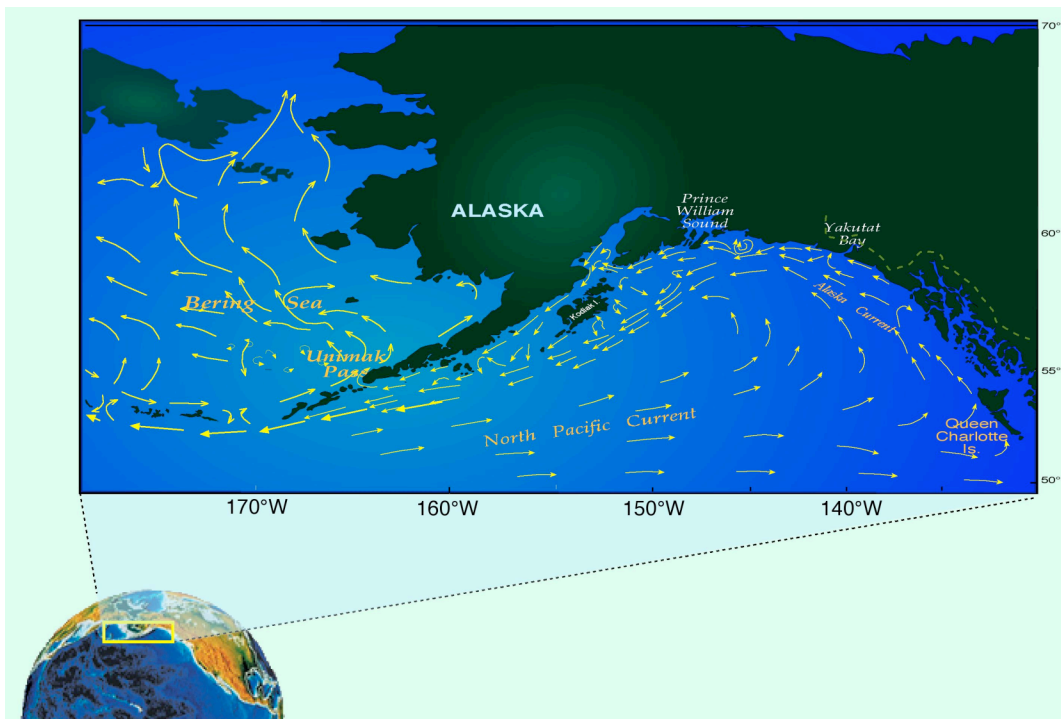 70°
ALASKA
Prince
William
Sound
Yakutat
Bay
60°
Alaska
Current
Bering Sea
Kodiak I.
Unimak
Pass
55°
North Pacific Current
Queen
Charlotte
Is.
50°
170°W
160°W
150°W
140°W